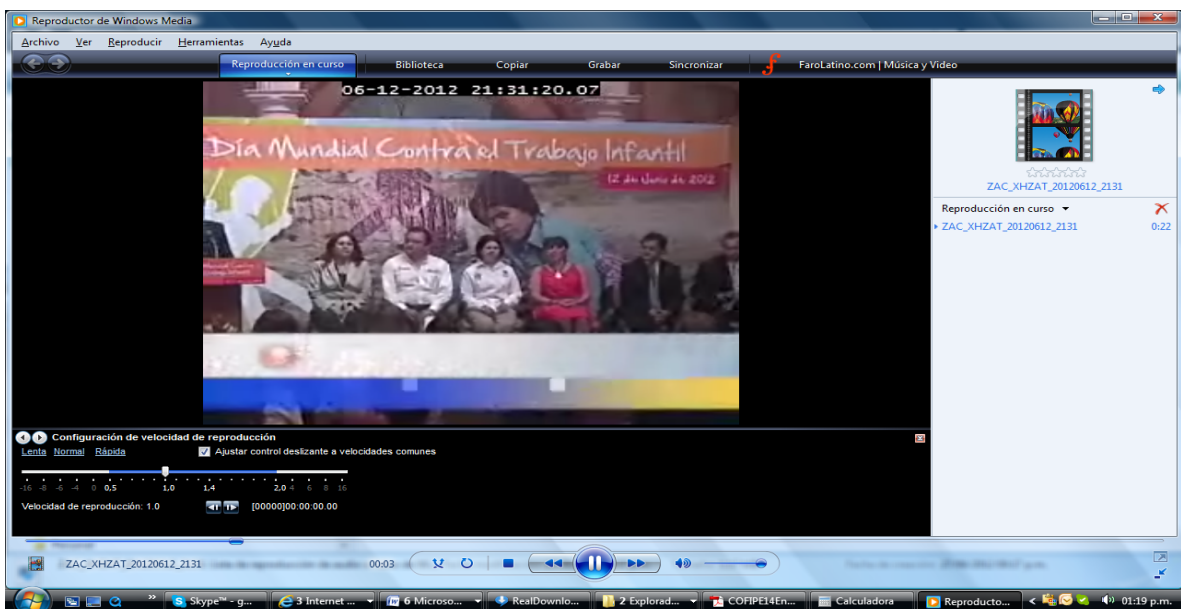 Reproductor de Windows Media
Archivo Ver Reproducir Herramientas Ayuda
Reproducción en curso Biblioteca Copiar Grabar Sincronizar FaroLatino.com | Música y Video
06-12-2012 21:31:20.07
Día Mundial Contra el Trabajo Infantil
12 de Junio de 2012
ZAC_XHZAT_20120612_2131
Reproducción en curso
ZAC_XHZAT_20120612_2131 0:22
Configuración de velocidad de reproducción
Lenta Normal Rápida Ajustar control deslizante a velocidades comunes
-16 -8 -6 -4 0 0,5 1,0 1,4 2,0 4 6 8 16
Velocidad de reproducción: 1.0 [00000]00:00:00.00
ZAC_XHZAT_20120612_2131 00:03
Skype™ - g... 3 Internet ... 6 Microso... RealDownlo... 2 Explorad... COFIPE14En... Calculadora Reproducto... 01:19 p.m.